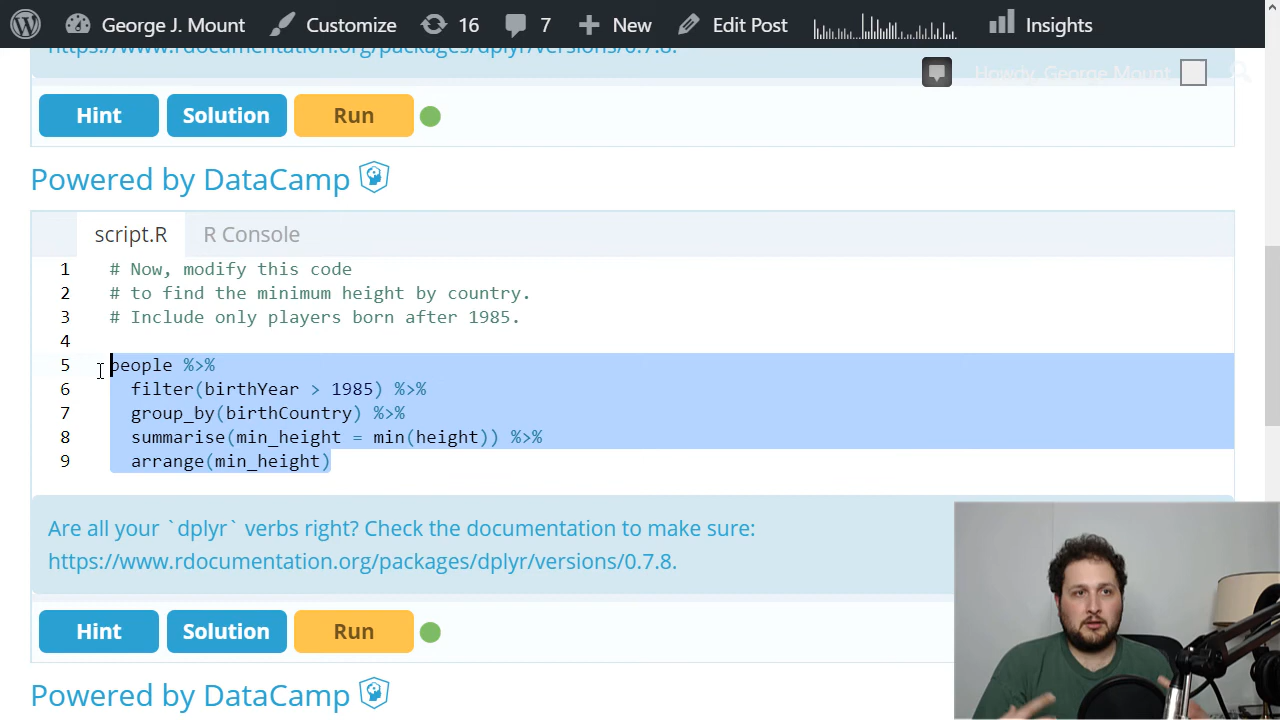 George J. Mount Customize 16 7 New Edit Post Insights
https://www.rdocumentation.org/packages/dplyr/versions/0.7.8.
Howdy, George Mount
Hint Solution Run
Powered by DataCamp
script.R R Console
1 # Now, modify this code
2 # to find the minimum height by country.
3 # Include only players born after 1985.
4
5 people %>%
6 filter(birthYear > 1985) %>%
7 group_by(birthCountry) %>%
8 summarise(min_height = min(height)) %>%
9 arrange(min_height)
Are all your `dplyr` verbs right? Check the documentation to make sure:
https://www.rdocumentation.org/packages/dplyr/versions/0.7.8.
Hint Solution Run
Powered by DataCamp